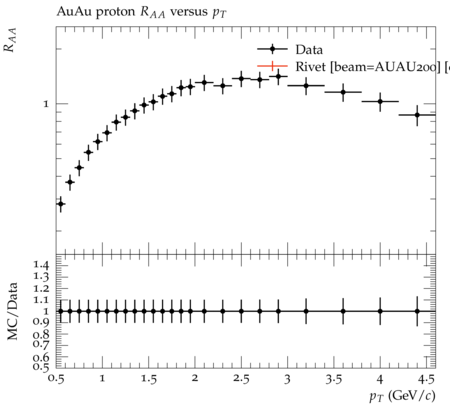 AuAu proton R_AA versus p_T
R_AA
Data
Rivet [beam=AUAU200] [
1
MC/Data
1.4
1.3
1.2
1.1
1
0.9
0.8
0.7
0.6
0.5
0.5 1 1.5 2 2.5 3 3.5 4 4.5
p_T (GeV/c)